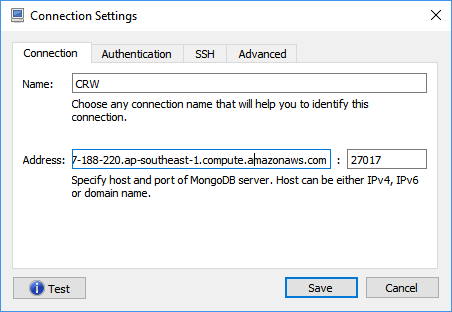 Connection Settings
Connection Authentication SSH Advanced
Name: CRW
Choose any connection name that will help you to identify this
connection.
Address: 7-188-220.ap-southeast-1.compute.amazonaws.com : 27017
Specify host and port of MongoDB server. Host can be either IPv4, IPv6
or domain name.
Test Save Cancel